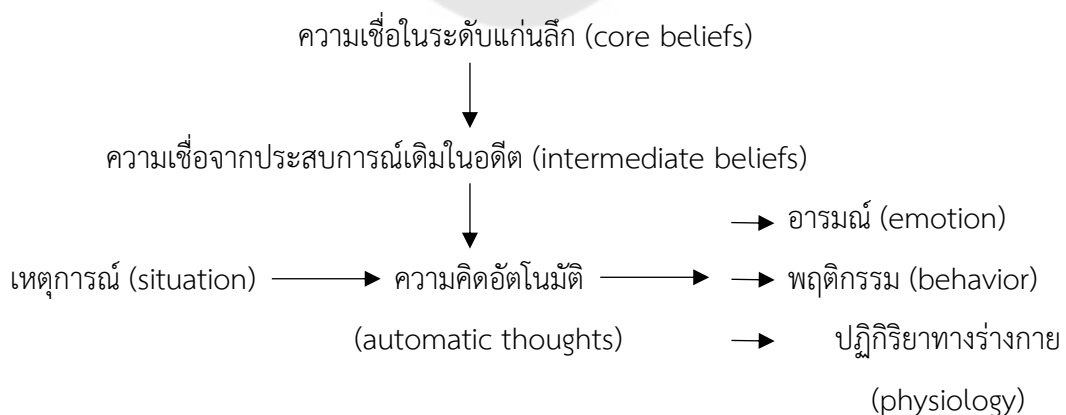 ความเชื่อในระดับแก่นลึก (core beliefs)
ความเชื่อจากประสบการณ์เดิมในอดีต (intermediate beliefs)
อารมณ์ (emotion)
เหตุการณ์ (situation) ความคิดอัตโนมัติ พฤติกรรม (behavior)
(automatic thoughts) ปฏิกิริยาทางร่างกาย
(physiology)